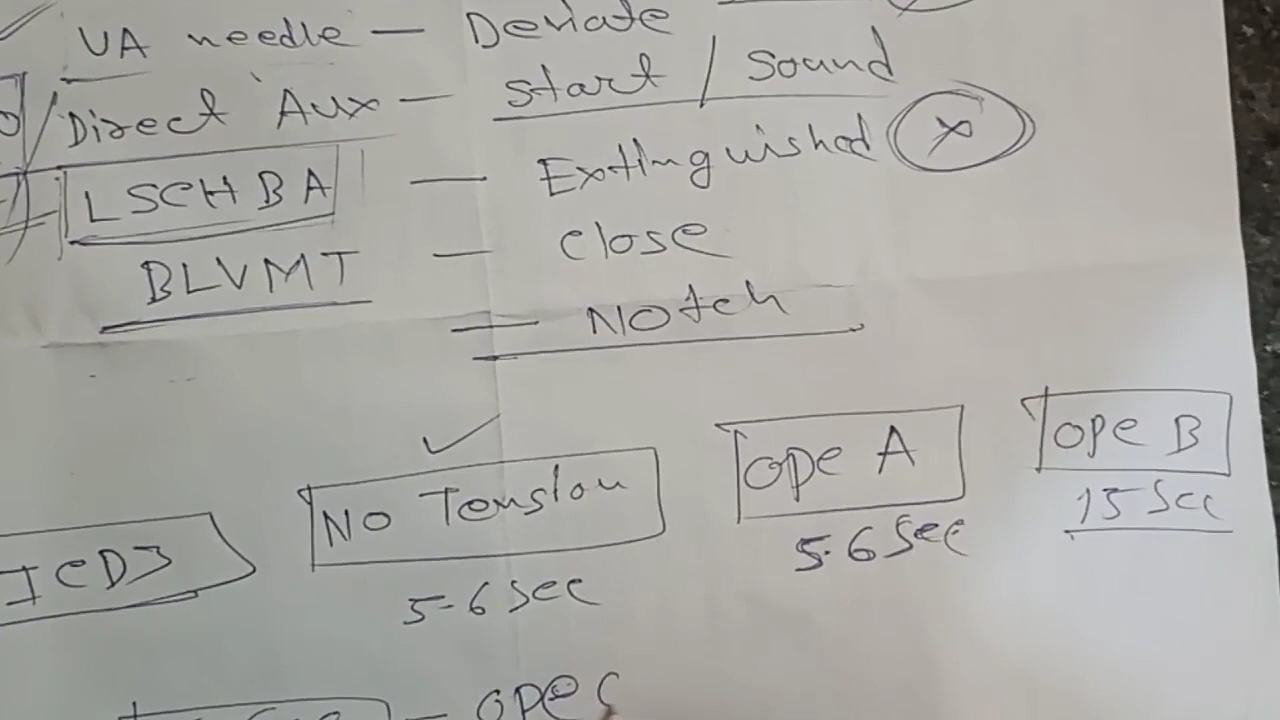 UA needle — Deviate
Direct Aux — start / Sound
LSCHBA — Extinguished x
BLVMT — close
— Notch
ICDJ No Tension ope A ope B
5-6 sec 5-6 sec 15 sec
— ope